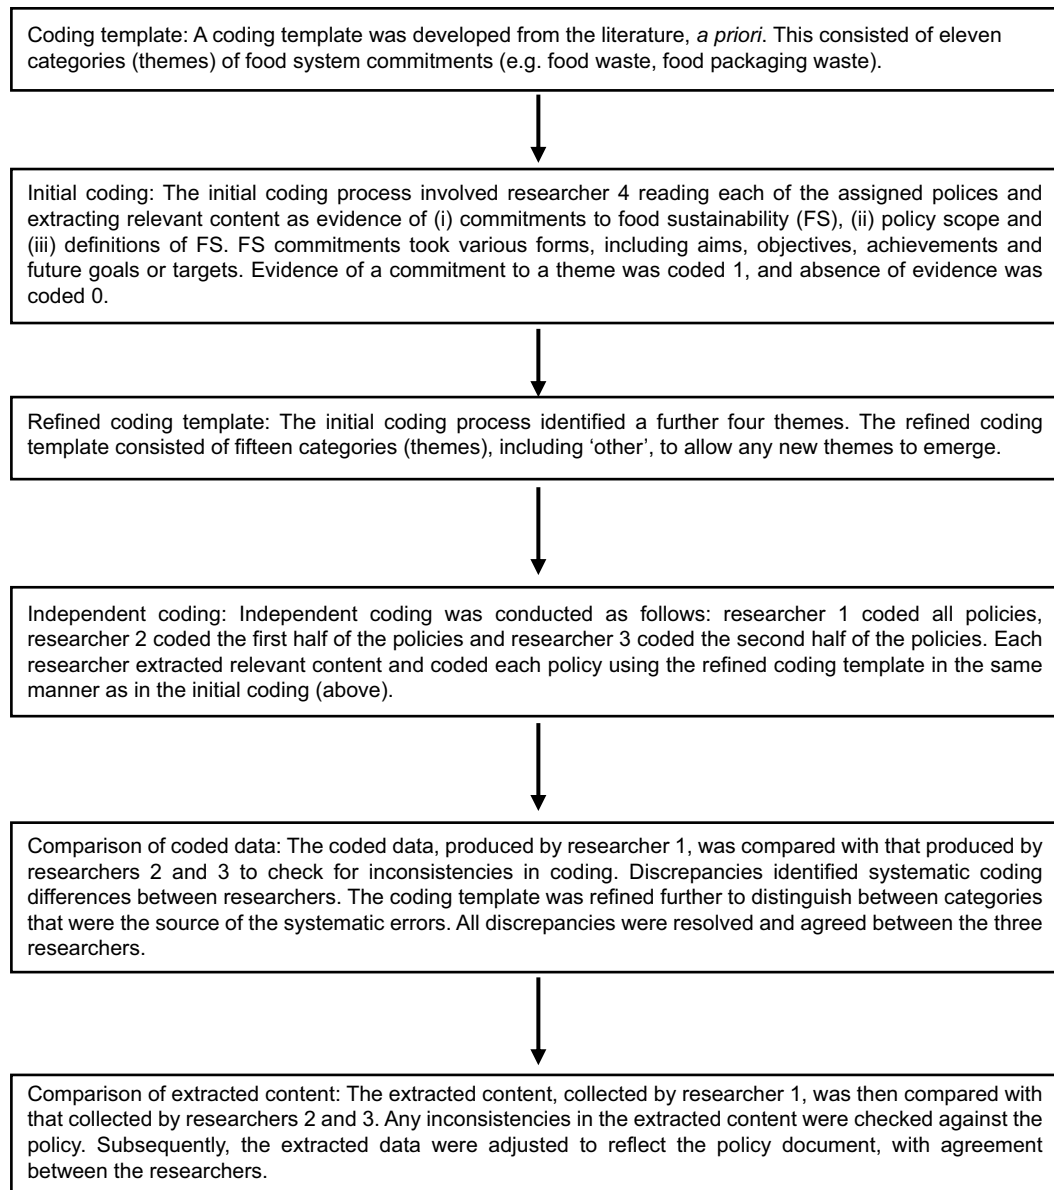 Coding template: A coding template was developed from the literature, a priori. This consisted of eleven
categories (themes) of food system commitments (e.g. food waste, food packaging waste).
Initial coding: The initial coding process involved researcher 4 reading each of the assigned polices and
extracting relevant content as evidence of (i) commitments to food sustainability (FS), (ii) policy scope and
(iii) definitions of FS. FS commitments took various forms, including aims, objectives, achievements and
future goals or targets. Evidence of a commitment to a theme was coded 1, and absence of evidence was
coded 0.
Refined coding template: The initial coding process identified a further four themes. The refined coding
template consisted of fifteen categories (themes), including ‘other’, to allow any new themes to emerge.
Independent coding: Independent coding was conducted as follows: researcher 1 coded all policies,
researcher 2 coded the first half of the policies and researcher 3 coded the second half of the policies. Each
researcher extracted relevant content and coded each policy using the refined coding template in the same
manner as in the initial coding (above).
Comparison of coded data: The coded data, produced by researcher 1, was compared with that produced by
researchers 2 and 3 to check for inconsistencies in coding. Discrepancies identified systematic coding
differences between researchers. The coding template was refined further to distinguish between categories
that were the source of the systematic errors. All discrepancies were resolved and agreed between the three
researchers.
Comparison of extracted content: The extracted content, collected by researcher 1, was then compared with
that collected by researchers 2 and 3. Any inconsistencies in the extracted content were checked against the
policy. Subsequently, the extracted data were adjusted to reflect the policy document, with agreement
between the researchers.